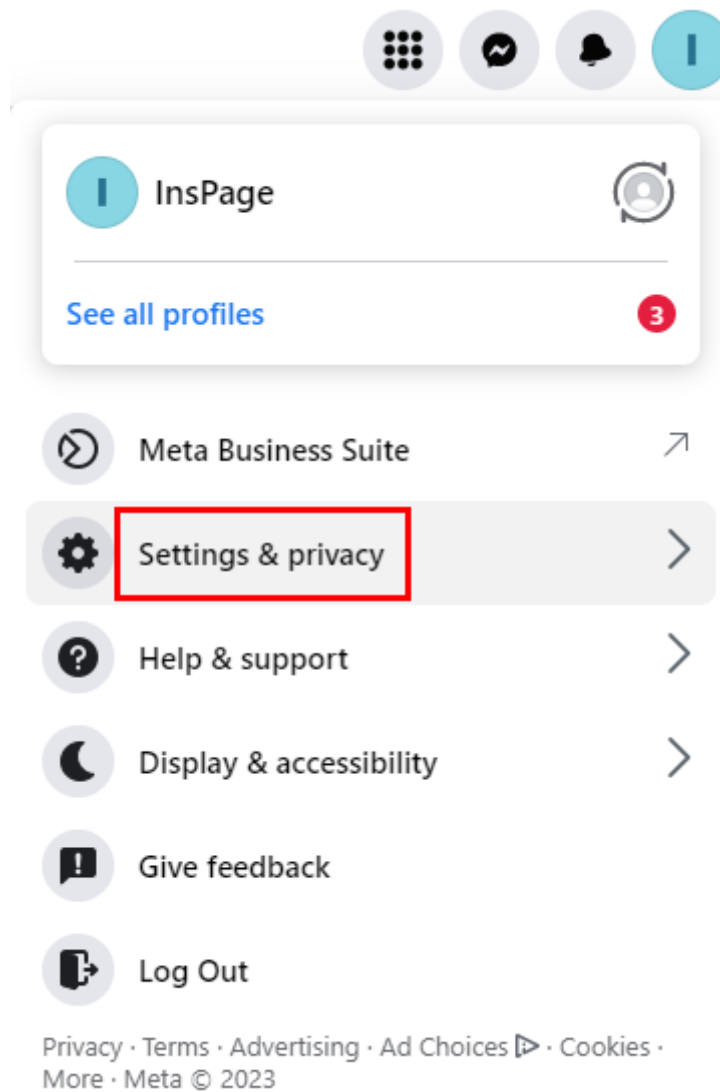 I
I InsPage
See all profiles 3
Meta Business Suite
Settings & privacy
Help & support
Display & accessibility
Give feedback
Log Out
Privacy · Terms · Advertising · Ad Choices · Cookies ·
More · Meta © 2023